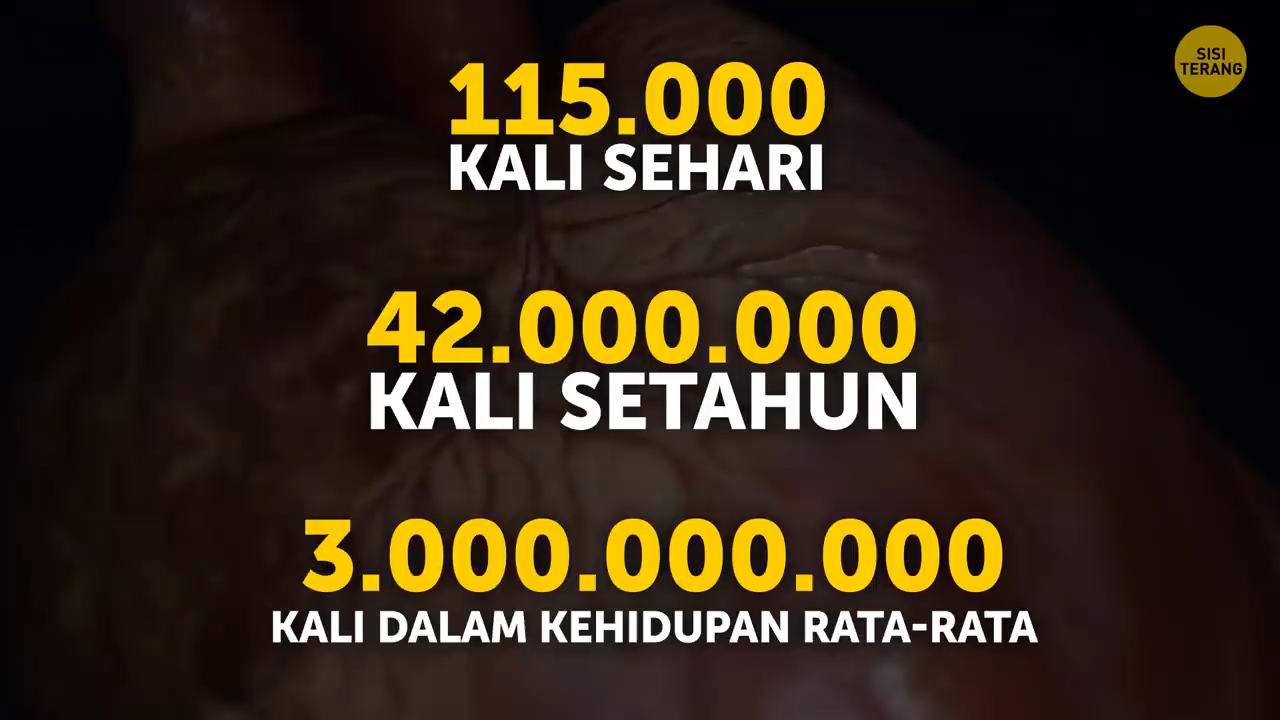 SISI
TERANG
115.000
KALI SEHARI
42.000.000
KALI SETAHUN
3.000.000.000
KALI DALAM KEHIDUPAN RATA-RATA